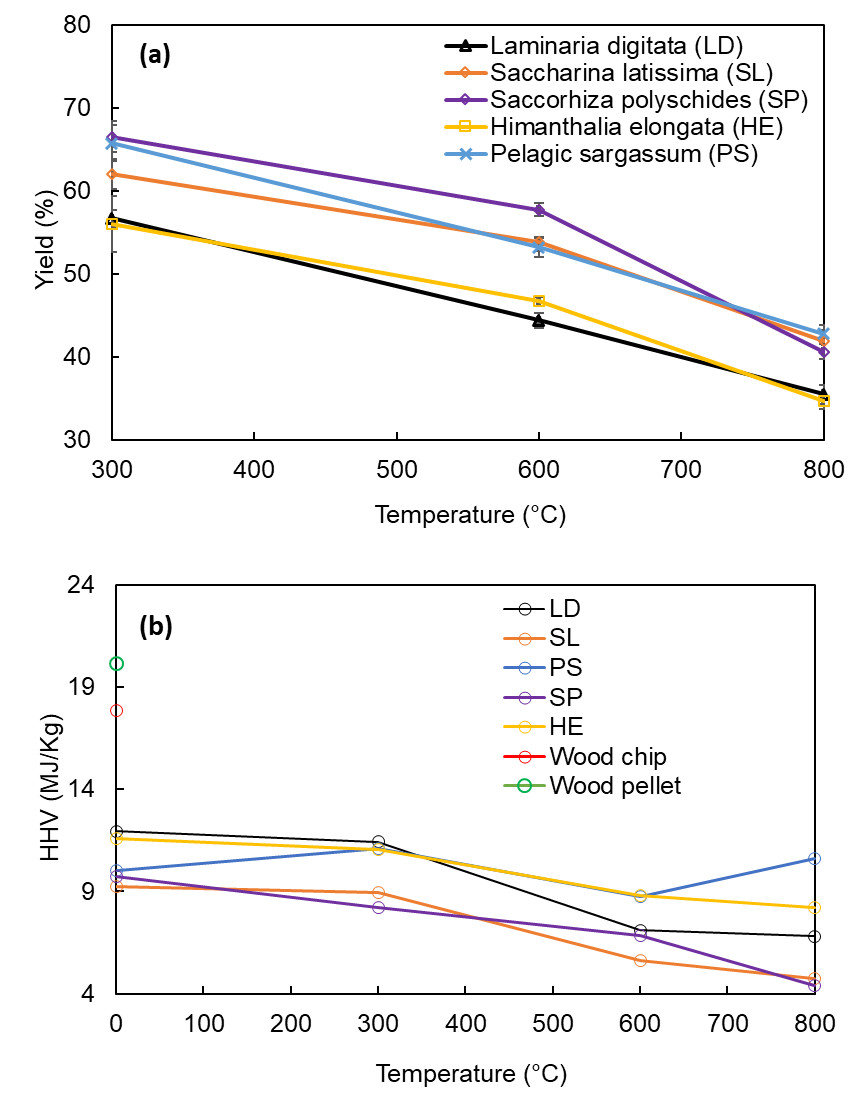 (a)
Laminaria digitata (LD)
Saccharina latissima (SL)
Saccorhiza polyschides (SP)
Himanthalia elongata (HE)
Pelagic sargassum (PS)
Yield (%)
80
70
60
50
40
30
300 400 500 600 700 800
Temperature (°C)
(b)
LD
SL
PS
SP
HE
Wood chip
Wood pellet
HHV (MJ/Kg)
24
19
14
9
4
0 100 200 300 400 500 600 700 800
Temperature (°C)